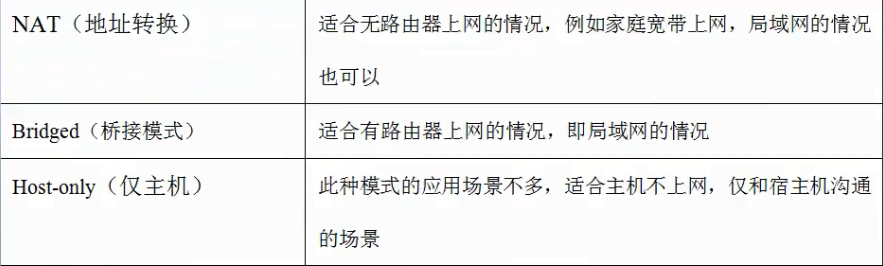 NAT（地址转换）
适合无路由器上网的情况，例如家庭宽带上网，局域网的情况
也可以
Bridged（桥接模式）
适合有路由器上网的情况，即局域网的情况
Host-only（仅主机）
此种模式的应用场景不多，适合主机不上网，仅和宿主机沟通
的场景